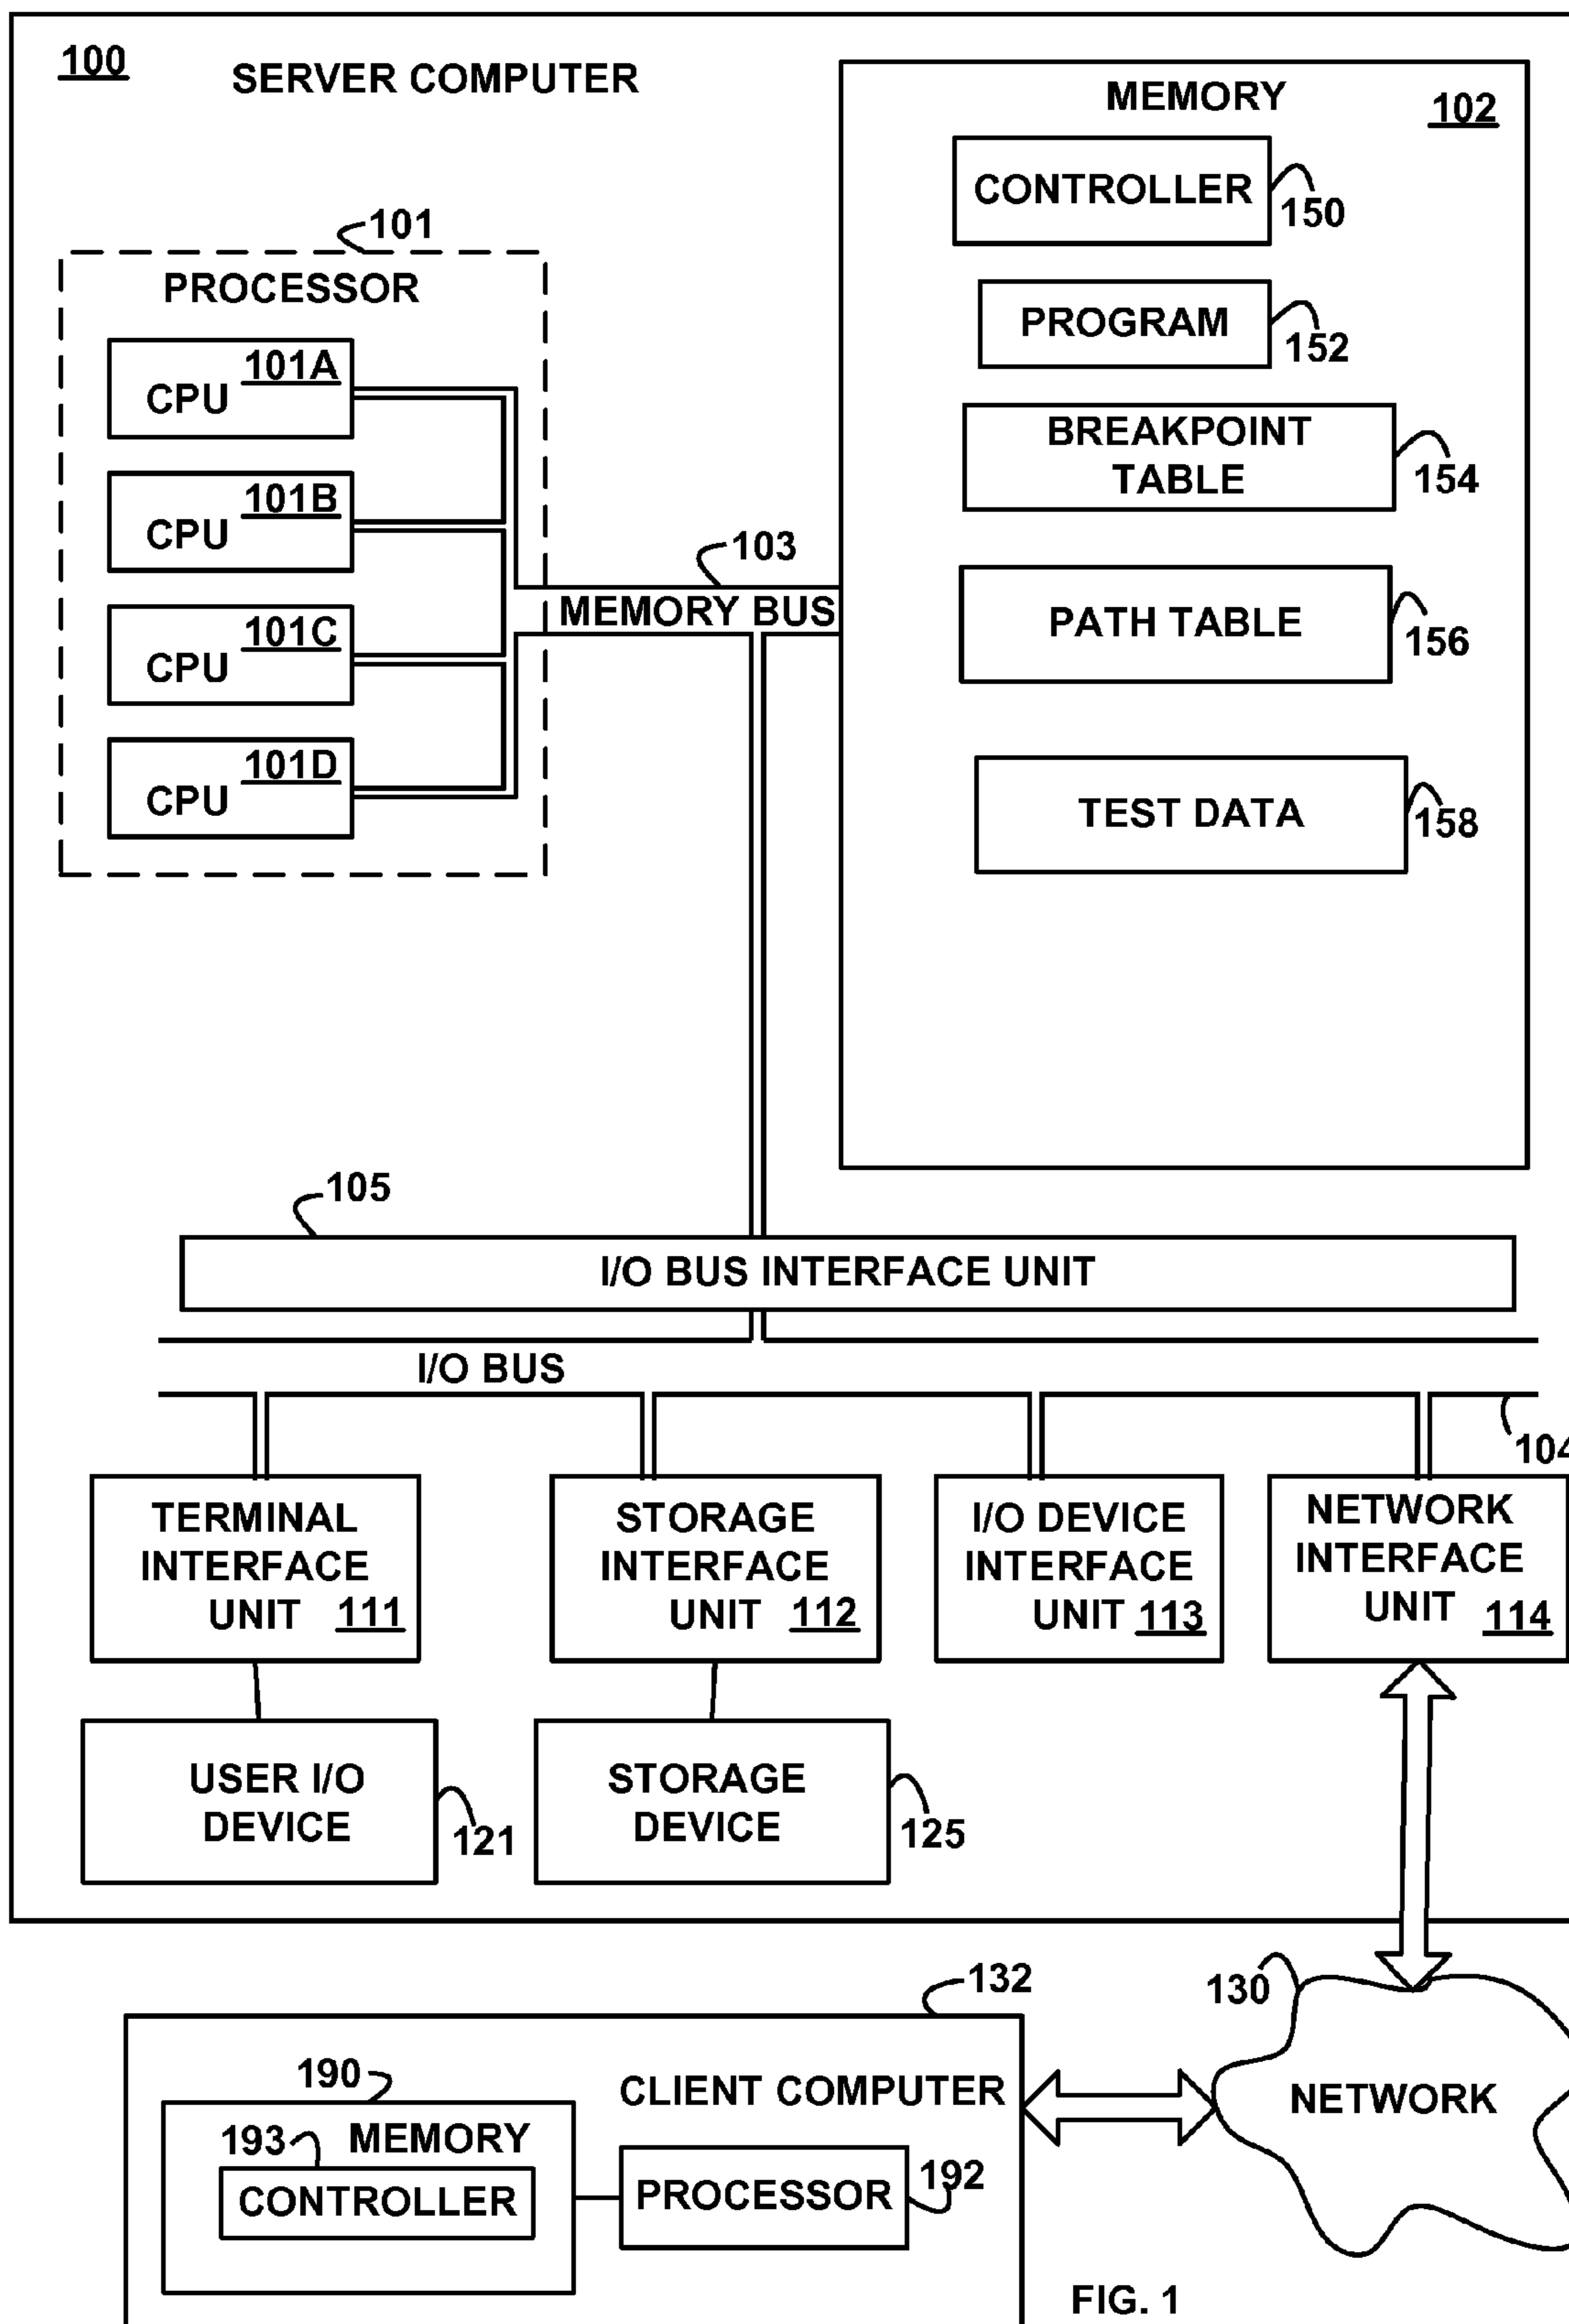 100
SERVER COMPUTER
MEMORY
102
CONTROLLER
150
PROGRAM
152
BREAKPOINT
TABLE
154
PATH TABLE
156
TEST DATA
158
101
PROCESSOR
101A
CPU
101B
CPU
101C
CPU
101D
CPU
103
MEMORY BUS
105
I/O BUS INTERFACE UNIT
I/O BUS
104
TERMINAL
INTERFACE
UNIT 111
STORAGE
INTERFACE
UNIT 112
I/O DEVICE
INTERFACE
UNIT 113
NETWORK
INTERFACE
UNIT 114
USER I/O
DEVICE
121
STORAGE
DEVICE
125
132
130
190
CLIENT COMPUTER
NETWORK
193
MEMORY
CONTROLLER
PROCESSOR
192
FIG. 1